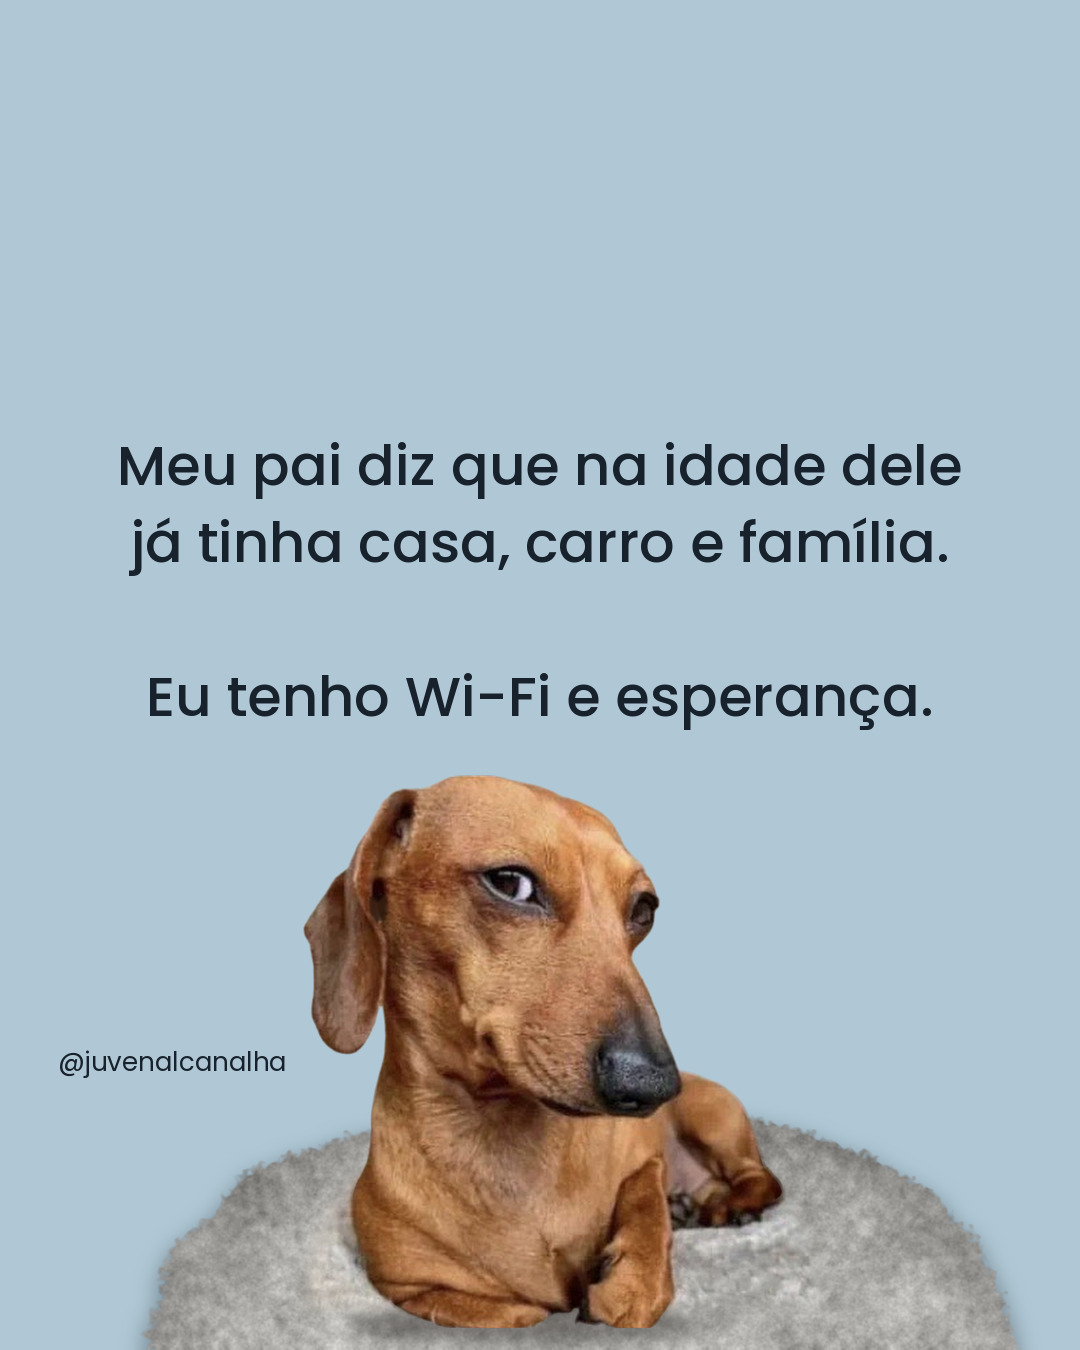 Meu pai diz que na idade dele
já tinha casa, carro e família.
Eu tenho Wi-Fi e esperança.
@juvenalcanalha